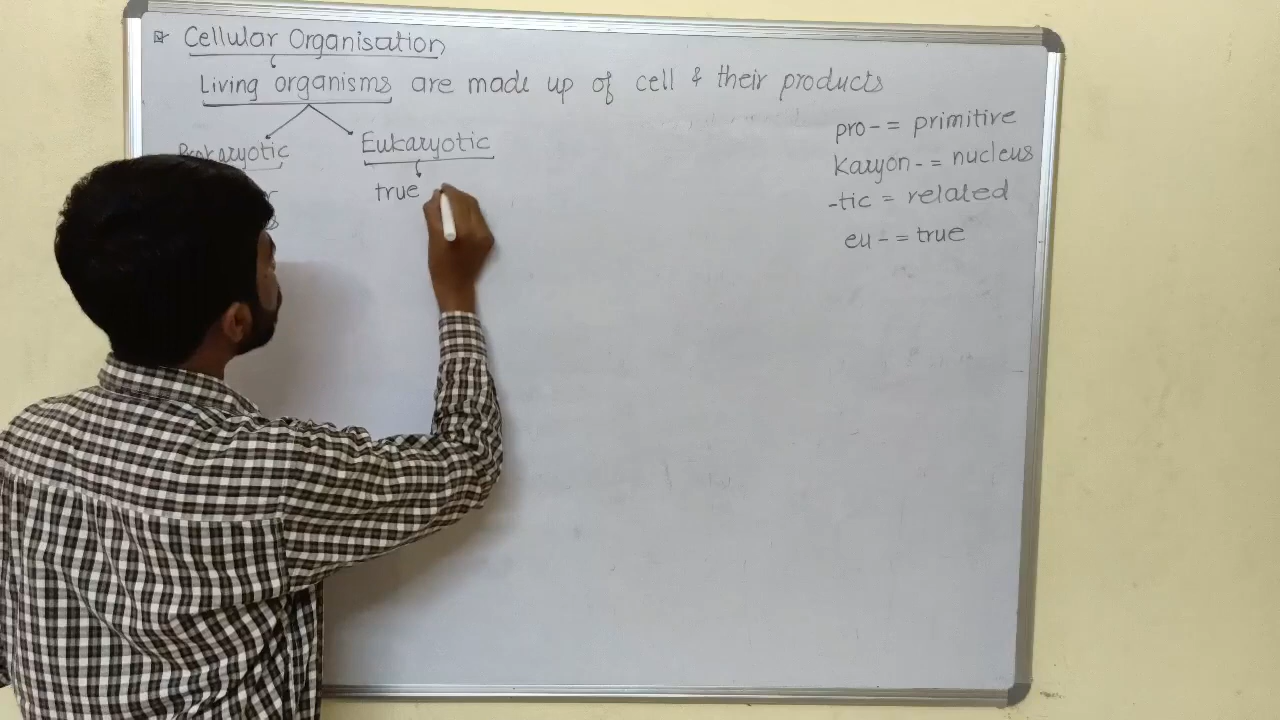 Cellular Organisation
Living organisms are made up of cell & their products
Prokaryotic
Eukaryotic
true
pro- = primitive
Karyon- = nucleus
-tic = related
eu- = true